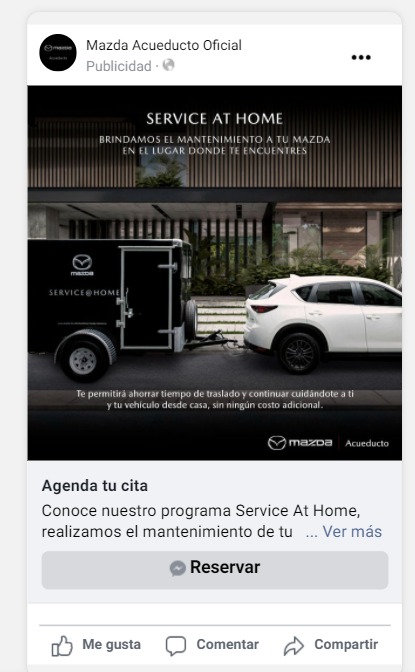 Mazda Acueducto Oficial
Publicidad ·
SERVICE AT HOME
BRINDAMOS EL MANTENIMIENTO A TU MAZDA
EN EL LUGAR DONDE TE ENCUENTRES
mazda
SERVICE@HOME
Te permitirá ahorrar tiempo de traslado y continuar cuidándote a ti
y tu vehículo desde casa, sin ningún costo adicional.
mazda Acueducto
Agenda tu cita
Conoce nuestro programa Service At Home,
realizamos el mantenimiento de tu ... Ver más
Reservar
Me gusta Comentar Compartir